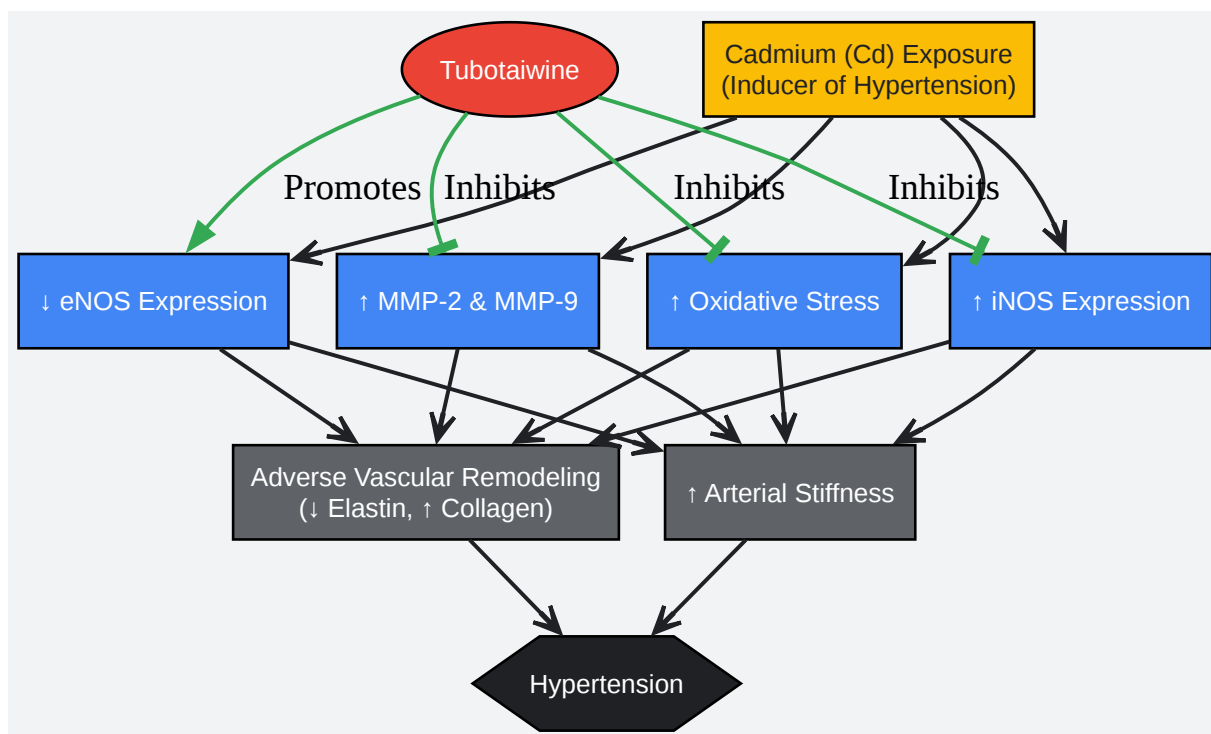 Tubotaiwine
Cadmium (Cd) Exposure
(Inducer of Hypertension)
Promotes
Inhibits
Inhibits
Inhibits
↓ eNOS Expression
↑ MMP-2 & MMP-9
↑ Oxidative Stress
↑ iNOS Expression
Adverse Vascular Remodeling
(↓ Elastin, ↑ Collagen)
↑ Arterial Stiffness
Hypertension